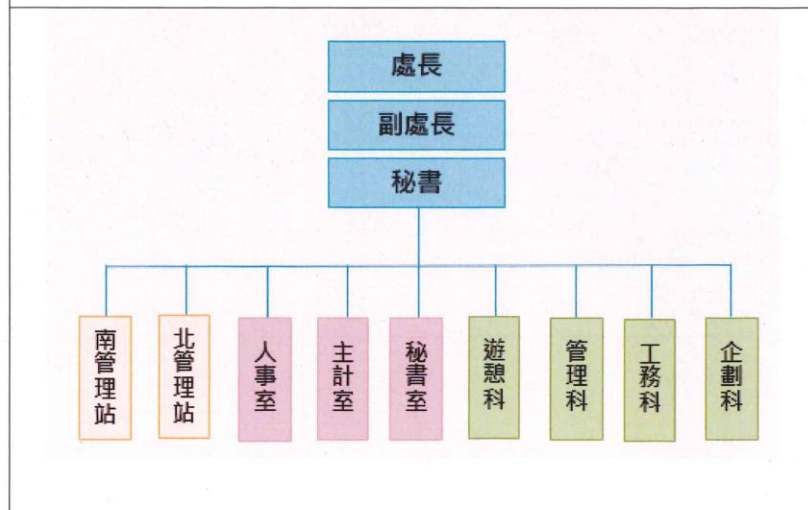 處長
副處長
秘書
南管理站
北管理站
人事室
主計室
秘書室
遊憩科
管理科
工務科
企劃科